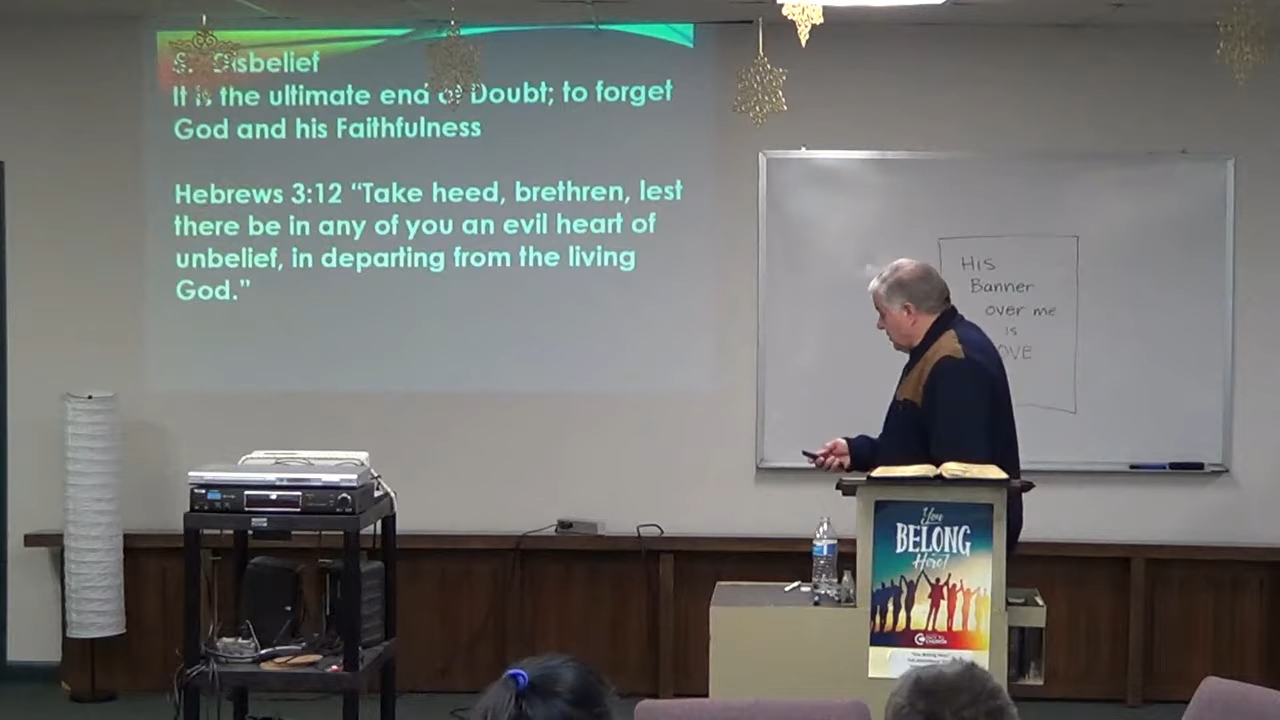 Disbelief
It is the ultimate end of Doubt; to forget
God and his Faithfulness
Hebrews 3:12 “Take heed, brethren, lest
there be in any of you an evil heart of
unbelief, in departing from the living
God.”
His
Banner
over me
is
You
BELONG
Here!
CHURCH